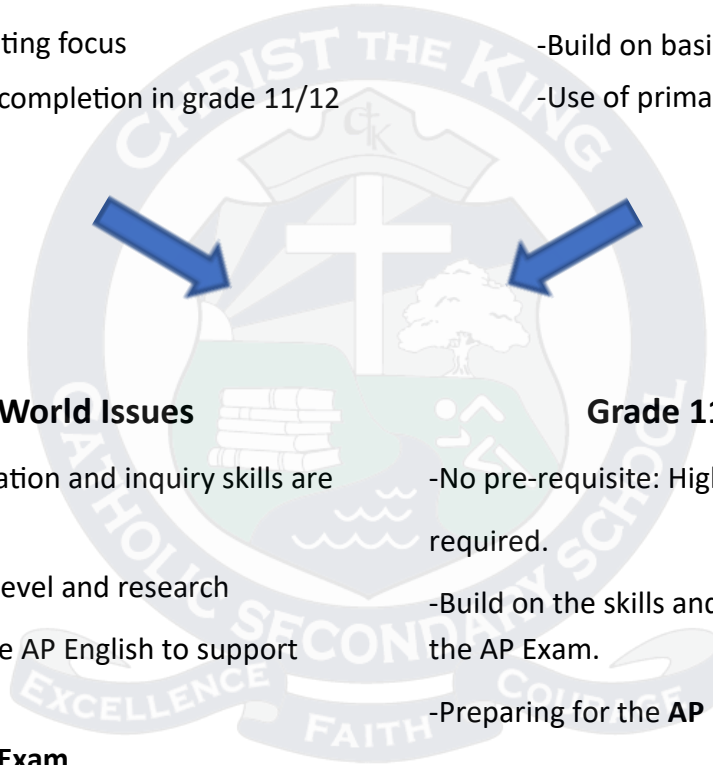 ting focus
completion in grade 11/12
-Build on basi
-Use of prima
CHRIST THE KING
ctk
World Issues
ation and inquiry skills are
evel and research
e AP English to support
Exam
Grade 11
-No pre-requisite: High
required.
-Build on the skills and
the AP Exam.
-Preparing for the AP
CATHOLIC SECONDARY SCHOOL
EXCELLENCE
FAITH
COURAGE